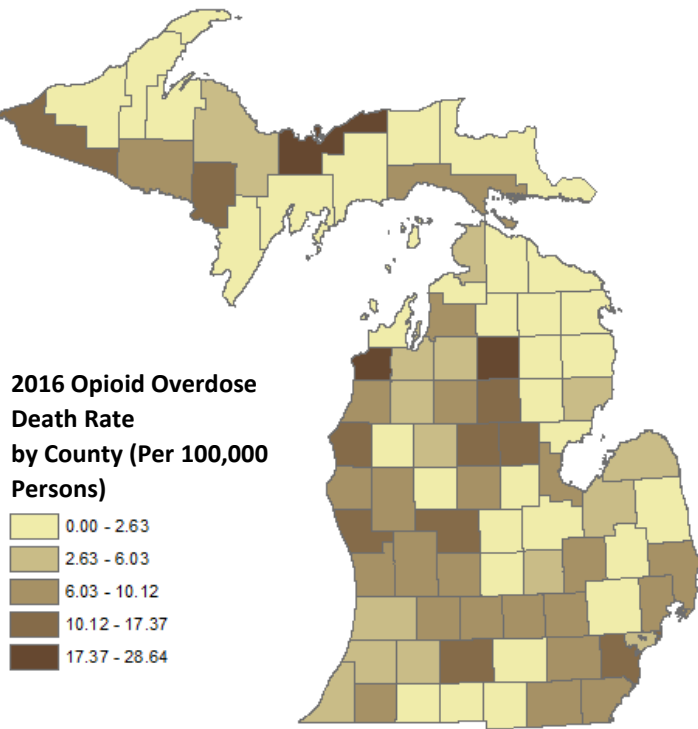 2016 Opioid Overdose
Death Rate
by County (Per 100,000
Persons)
0.00 - 2.63
2.63 - 6.03
6.03 - 10.12
10.12 - 17.37
17.37 - 28.64